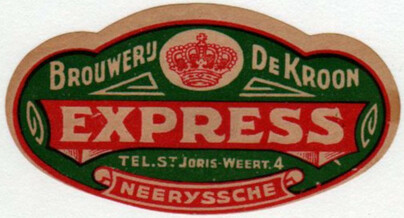 BROUWERIJ DE KROON
EXPRESS
TEL. ST JORIS-WEERT. 4
NEERYSSCHE